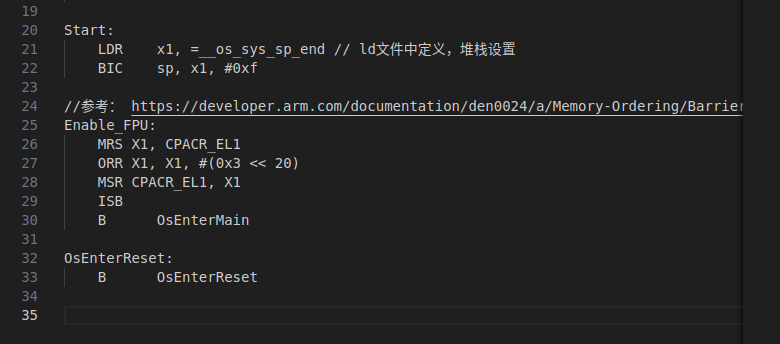 19
20 Start:
21 LDR x1, =__os_sys_sp_end // ld文件中定义，堆栈设置
22 BIC sp, x1, #0xf
23
24 //参考： https://developer.arm.com/documentation/den0024/a/Memory-Ordering/Barrier
25 Enable_FPU:
26 MRS X1, CPACR_EL1
27 ORR X1, X1, #(0x3 << 20)
28 MSR CPACR_EL1, X1
29 ISB
30 B OsEnterMain
31
32 OsEnterReset:
33 B OsEnterReset
34
35